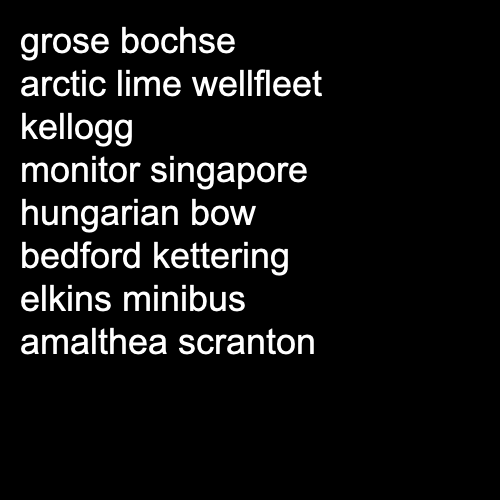 grose bochse
arctic lime wellfleet
kellogg
monitor singapore
hungarian bow
bedford kettering
elkins minibus
amalthea scranton